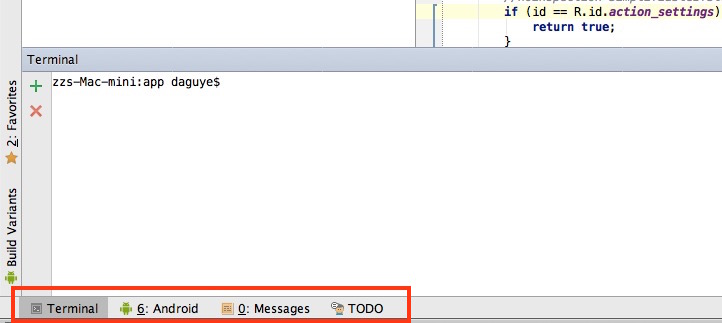 if (id == R.id.action_settings)
return true;
}
Terminal
zzs-Mac-mini:app daguye$
2: Favorites
Build Variants
Terminal
6: Android
0: Messages
TODO